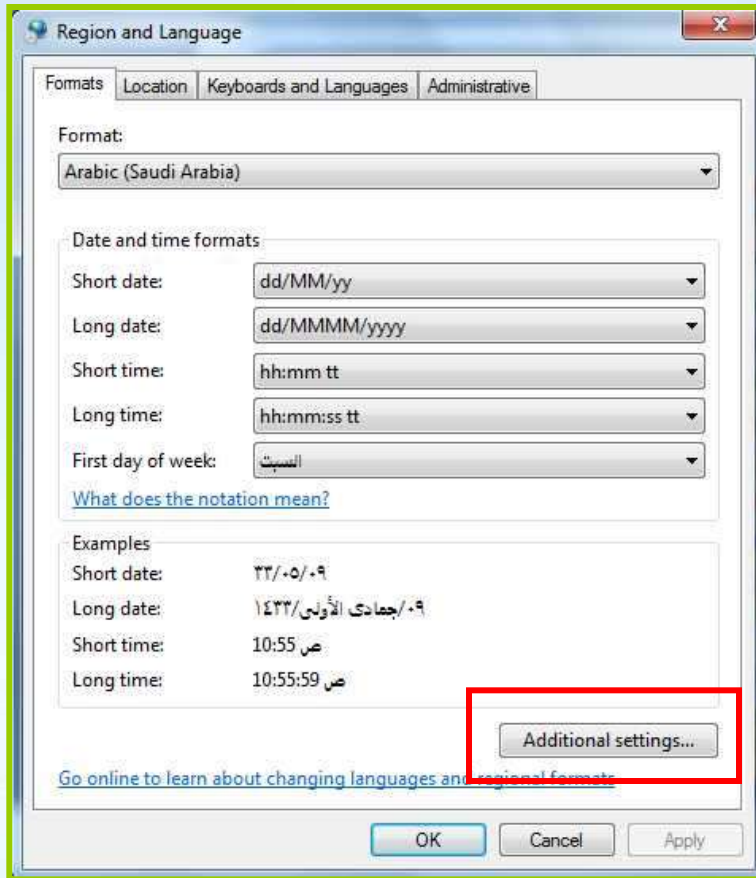 Region and Language
Formats Location Keyboards and Languages Administrative
Format:
Arabic (Saudi Arabia)
Date and time formats
Short date: dd/MM/yy
Long date: dd/MMMM/yyyy
Short time: hh:mm tt
Long time: hh:mm:ss tt
First day of week: السبت
What does the notation mean?
Examples
Short date: ٠٩/٠٥/٣٣
Long date: ٠٩/جمادى الأولى/١٤٣٣
Short time: 10:55 ص
Long time: 10:55:59 ص
Additional settings...
Go online to learn about changing languages and regional formats
OK Cancel Apply